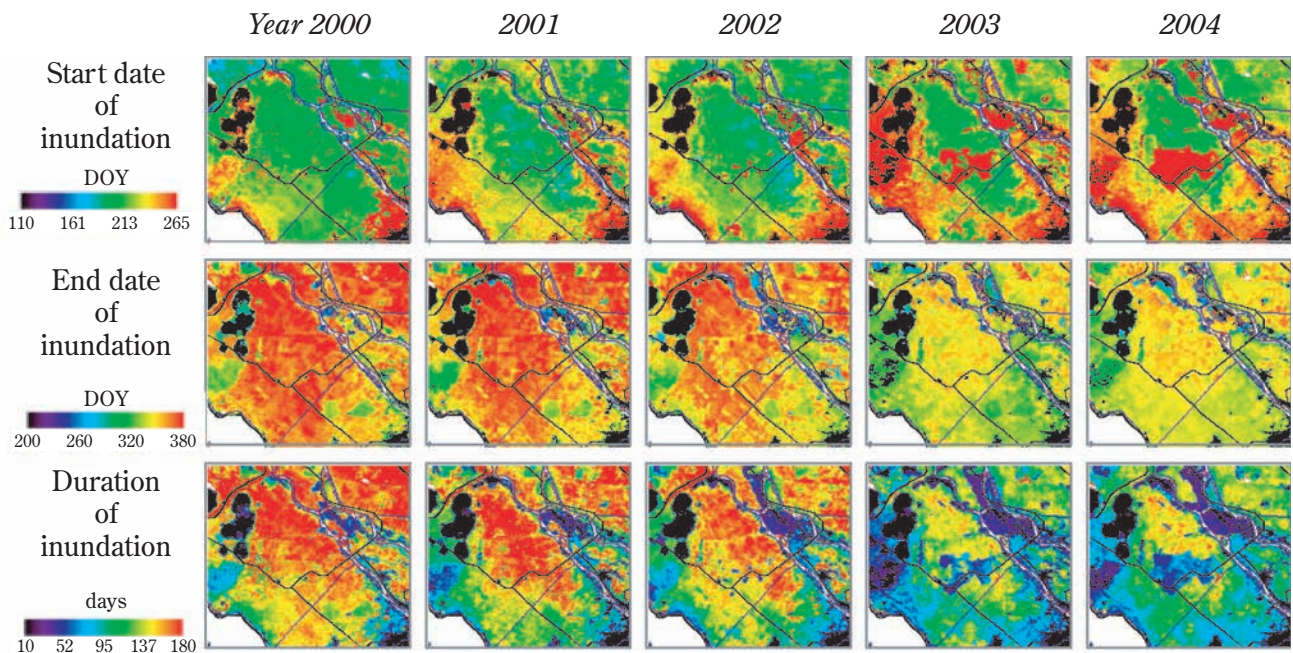 Year 2000 2001 2002 2003 2004
Start date
of
inundation
DOY
110 161 213 265
End date
of
inundation
DOY
200 260 320 380
Duration
of
inundation
days
10 52 95 137 180